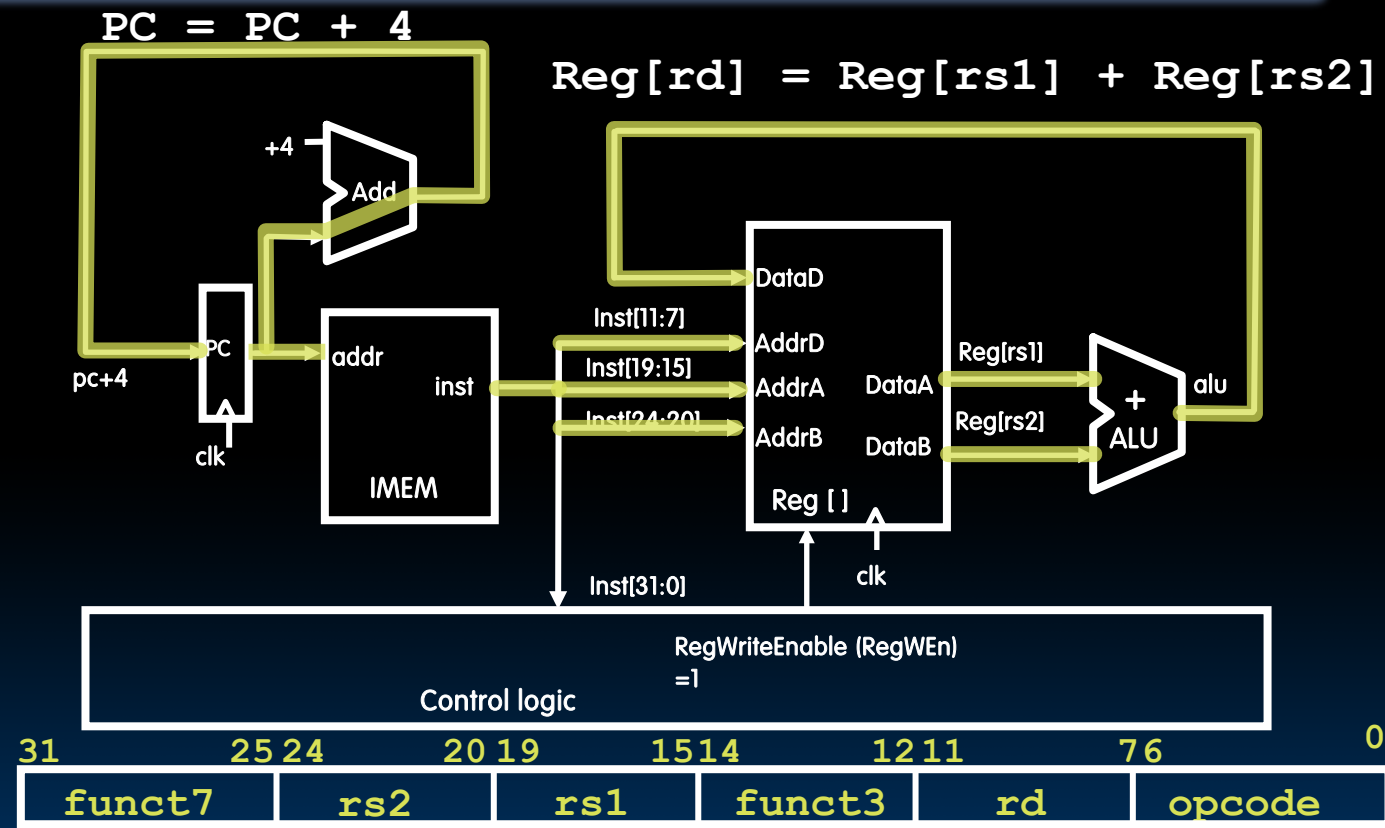 PC = PC + 4
Reg[rd] = Reg[rs1] + Reg[rs2]
+4
Add
DataD
Inst[11:7]
AddrD
PC
addr
Inst[19:15]
Reg[rs1]
pc+4
inst
AddrA
DataA
alu
+
Inst[24:20]
AddrB
DataB
Reg[rs2]
ALU
clk
IMEM
Reg [ ]
clk
Inst[31:0]
RegWriteEnable (RegWEn)
=1
Control logic
31 25 24 20 19 15 14 12 11 7 6 0
funct7 rs2 rs1 funct3 rd opcode